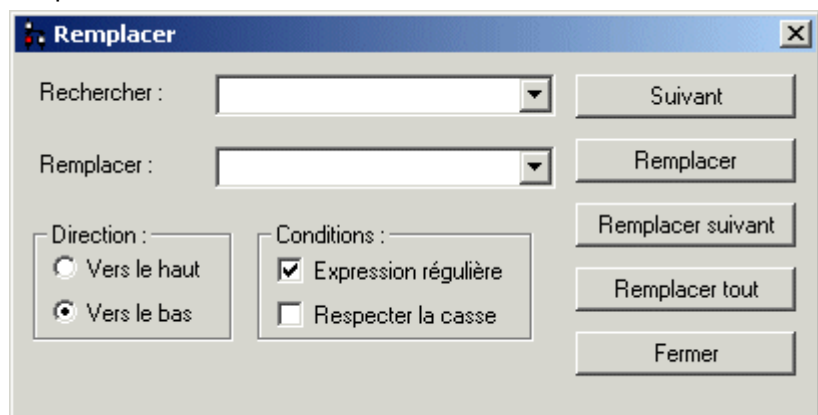 Remplacer
Rechercher :
Suivant
Remplacer :
Remplacer
Remplacer suivant
Direction :
Conditions :
Vers le haut
Expression régulière
Remplacer tout
Vers le bas
Respecter la casse
Fermer